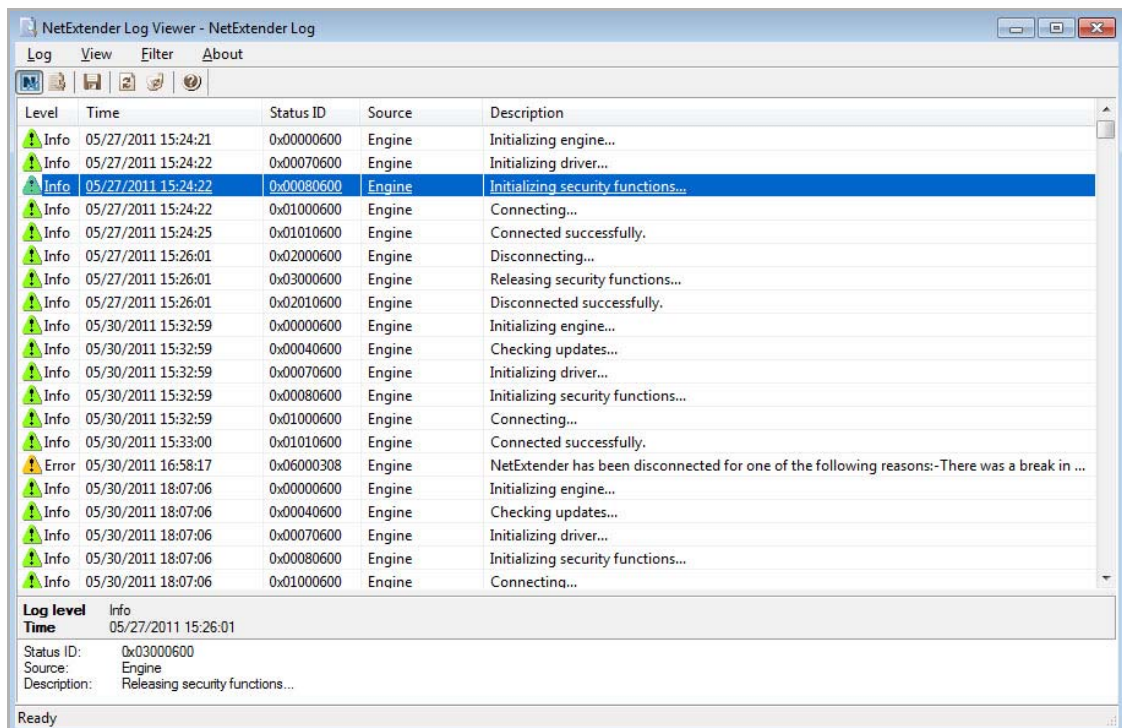 NetExtender Log Viewer - NetExtender Log
Log View Filter About
Level Time Status ID Source Description
Info 05/27/2011 15:24:21 0x00000600 Engine Initializing engine...
Info 05/27/2011 15:24:22 0x00070600 Engine Initializing driver...
Info 05/27/2011 15:24:22 0x00080600 Engine Initializing security functions...
Info 05/27/2011 15:24:22 0x01000600 Engine Connecting...
Info 05/27/2011 15:24:25 0x01010600 Engine Connected successfully.
Info 05/27/2011 15:26:01 0x02000600 Engine Disconnecting...
Info 05/27/2011 15:26:01 0x03000600 Engine Releasing security functions...
Info 05/27/2011 15:26:01 0x02010600 Engine Disconnected successfully.
Info 05/30/2011 15:32:59 0x00000600 Engine Initializing engine...
Info 05/30/2011 15:32:59 0x00040600 Engine Checking updates...
Info 05/30/2011 15:32:59 0x00070600 Engine Initializing driver...
Info 05/30/2011 15:32:59 0x00080600 Engine Initializing security functions...
Info 05/30/2011 15:32:59 0x01000600 Engine Connecting...
Info 05/30/2011 15:33:00 0x01010600 Engine Connected successfully.
Error 05/30/2011 16:58:17 0x06000308 Engine NetExtender has been disconnected for one of the following reasons:-There was a break in ...
Info 05/30/2011 18:07:06 0x00000600 Engine Initializing engine...
Info 05/30/2011 18:07:06 0x00040600 Engine Checking updates...
Info 05/30/2011 18:07:06 0x00070600 Engine Initializing driver...
Info 05/30/2011 18:07:06 0x00080600 Engine Initializing security functions...
Info 05/30/2011 18:07:06 0x01000600 Engine Connecting...
Log level Info
Time 05/27/2011 15:26:01
Status ID: 0x03000600
Source: Engine
Description: Releasing security functions...
Ready